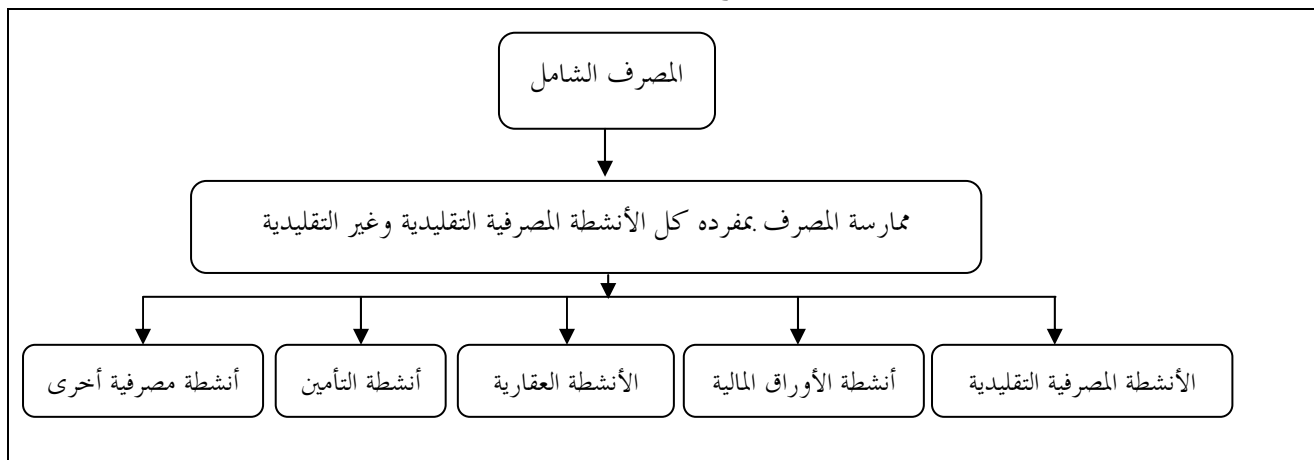 المصرف الشامل
ممارسة المصرف بمفرده كل الأنشطة المصرفية التقليدية وغير التقليدية
الأنشطة المصرفية التقليدية
أنشطة الأوراق المالية
الأنشطة العقارية
أنشطة التأمين
أنشطة مصرفية أخرى